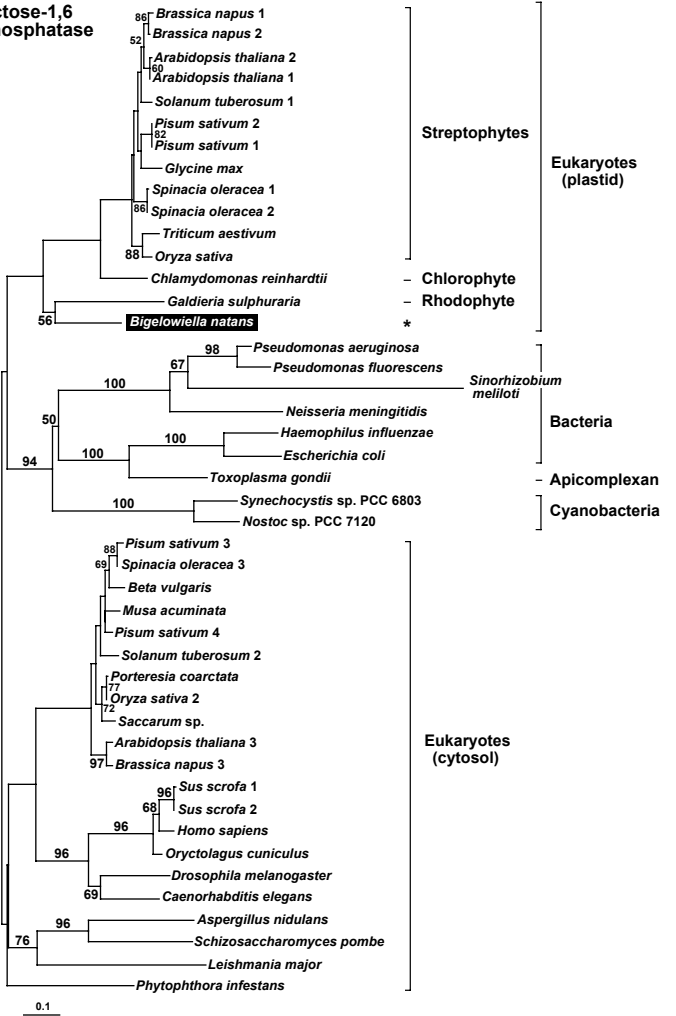 ctose-1,6
osphatase
Brassica napus 1
86
Brassica napus 2
52
Arabidopsis thaliana 2
60
Arabidopsis thaliana 1
Solanum tuberosum 1
Pisum sativum 2
82
Streptophytes
Pisum sativum 1
Glycine max
Eukaryotes
(plastid)
Spinacia oleracea 1
86
Spinacia oleracea 2
Triticum aestivum
88
Oryza sativa
Chlamydomonas reinhardtii
– Chlorophyte
Galdieria sulphuraria
– Rhodophyte
56
Bigelowiella natans
*
98
Pseudomonas aeruginosa
67
Pseudomonas fluorescens
100
Sinorhizobium
meliloti
Neisseria meningitidis
50
Bacteria
100
Haemophilus influenzae
100
Escherichia coli
94
Toxoplasma gondii
– Apicomplexan
100
Synechocystis sp. PCC 6803
Cyanobacteria
Nostoc sp. PCC 7120
Pisum sativum 3
88
69
Spinacia oleracea 3
Beta vulgaris
Musa acuminata
Pisum sativum 4
Solanum tuberosum 2
Porteresia coarctata
77
Oryza sativa 2
72
Saccarum sp.
Arabidopsis thaliana 3
Eukaryotes
(cytosol)
97
Brassica napus 3
Sus scrofa 1
96
68
Sus scrofa 2
96
Homo sapiens
96
Oryctolagus cuniculus
Drosophila melanogaster
69
Caenorhabditis elegans
96
Aspergillus nidulans
76
Schizosaccharomyces pombe
Leishmania major
Phytophthora infestans
0.1